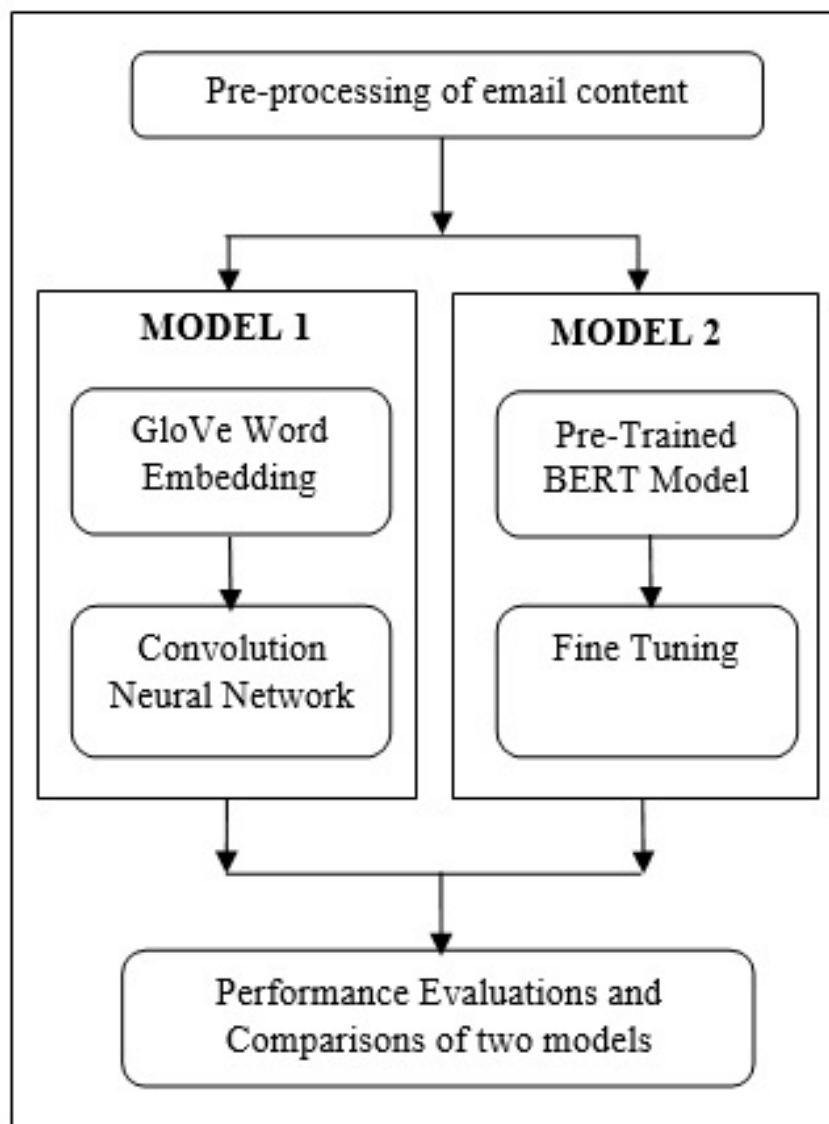 Pre-processing of email content
MODEL 1
GloVe Word
Embedding
Convolution
Neural Network
MODEL 2
Pre-Trained
BERT Model
Fine Tuning
Performance Evaluations and
Comparisons of two models